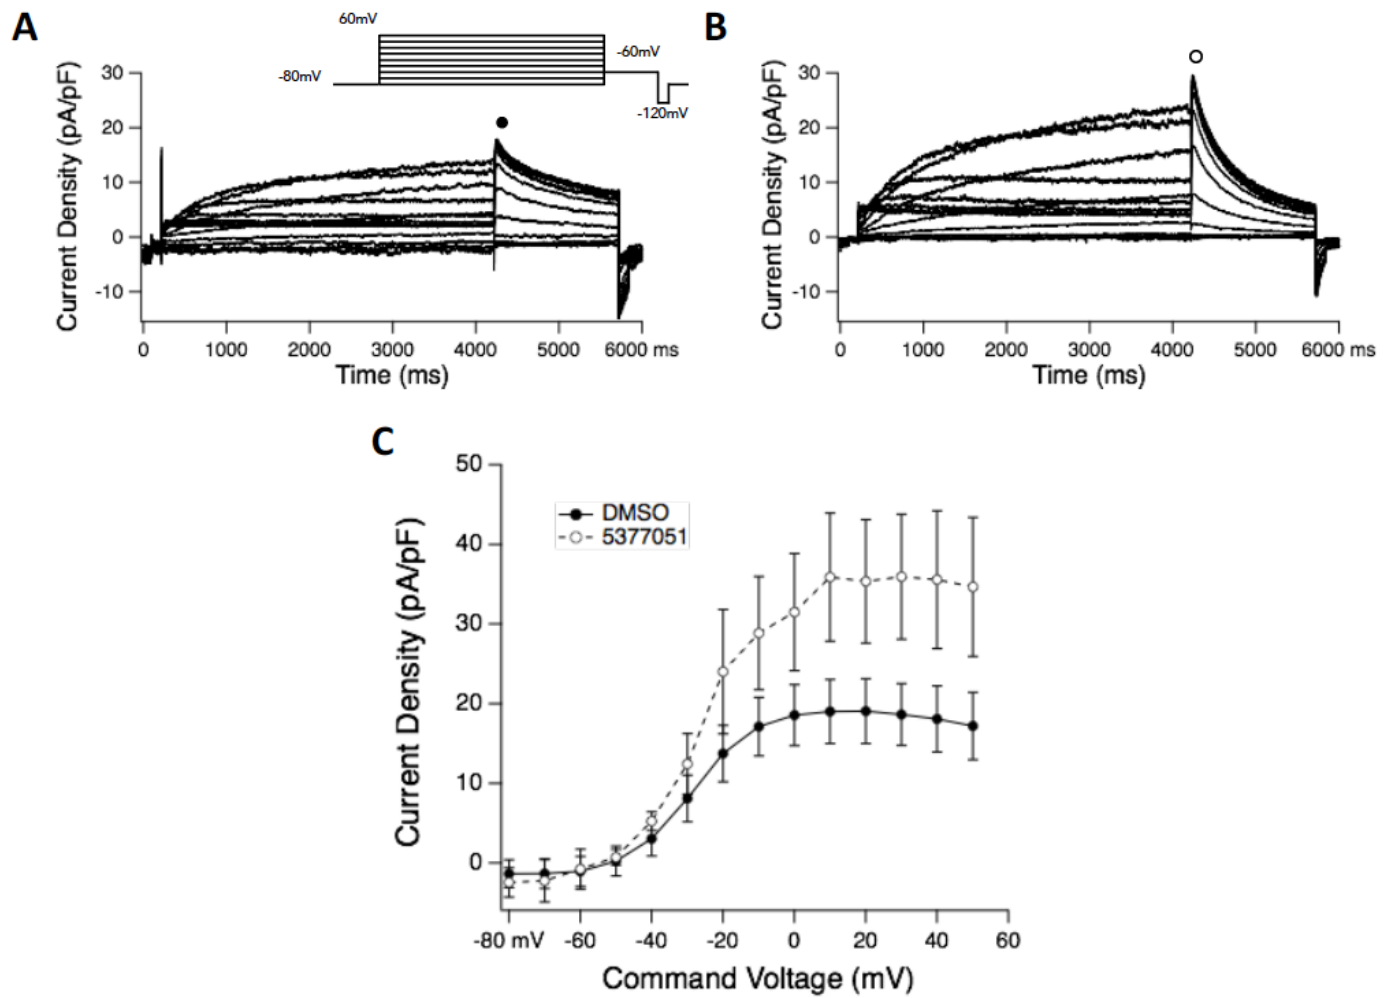 A
60mV
-80mV
-60mV
-120mV
Current Density (pA/pF)
30
20
10
0
-10
0 1000 2000 3000 4000 5000 6000 ms
Time (ms)
B
Current Density (pA/pF)
30
20
10
0
-10
0 1000 2000 3000 4000 5000 6000 ms
Time (ms)
C
Current Density (pA/pF)
50
40
30
20
10
0
DMSO
5377051
-80 mV -60 -40 -20 0 20 40 60
Command Voltage (mV)